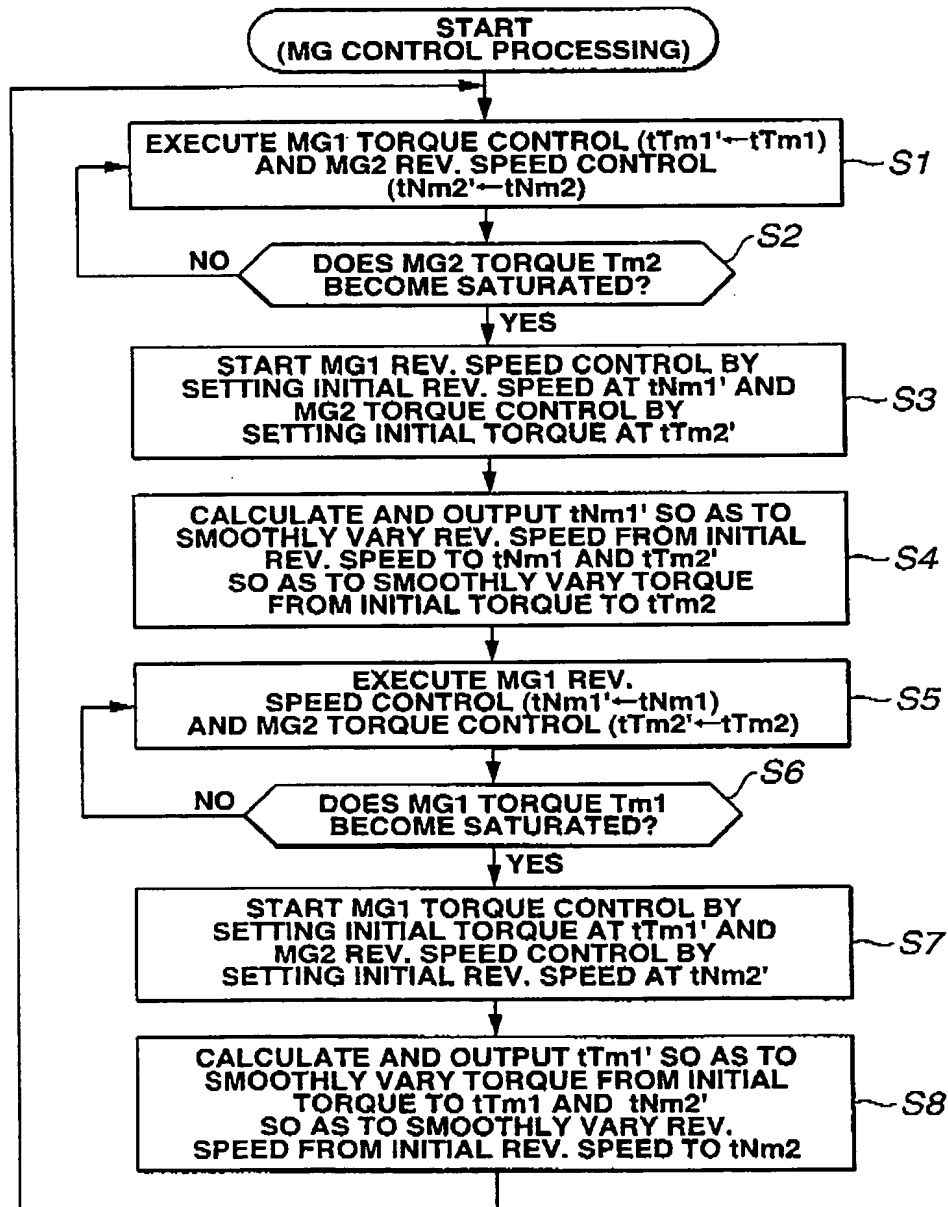 START
(MG CONTROL PROCESSING)
EXECUTE MG1 TORQUE CONTROL (tTm1'←tTm1)
AND MG2 REV. SPEED CONTROL
(tNm2'←tNm2)
S1
S2
NO
DOES MG2 TORQUE Tm2
BECOME SATURATED?
YES
START MG1 REV. SPEED CONTROL BY
SETTING INITIAL REV. SPEED AT tNm1' AND
MG2 TORQUE CONTROL BY
SETTING INITIAL TORQUE AT tTm2'
S3
CALCULATE AND OUTPUT tNm1' SO AS TO
SMOOTHLY VARY REV. SPEED FROM INITIAL
REV. SPEED TO tNm1 AND tTm2'
SO AS TO SMOOTHLY VARY TORQUE
FROM INITIAL TORQUE TO tTm2
S4
EXECUTE MG1 REV.
SPEED CONTROL (tNm1'←tNm1)
AND MG2 TORQUE CONTROL (tTm2'←tTm2)
S5
S6
NO
DOES MG1 TORQUE Tm1
BECOME SATURATED?
YES
START MG1 TORQUE CONTROL BY
SETTING INITIAL TORQUE AT tTm1' AND
MG2 REV. SPEED CONTROL BY
SETTING INITIAL REV. SPEED AT tNm2'
S7
CALCULATE AND OUTPUT tTm1' SO AS TO
SMOOTHLY VARY TORQUE FROM INITIAL
TORQUE TO tTm1 AND tNm2'
SO AS TO SMOOTHLY VARY REV.
SPEED FROM INITIAL REV. SPEED TO tNm2
S8